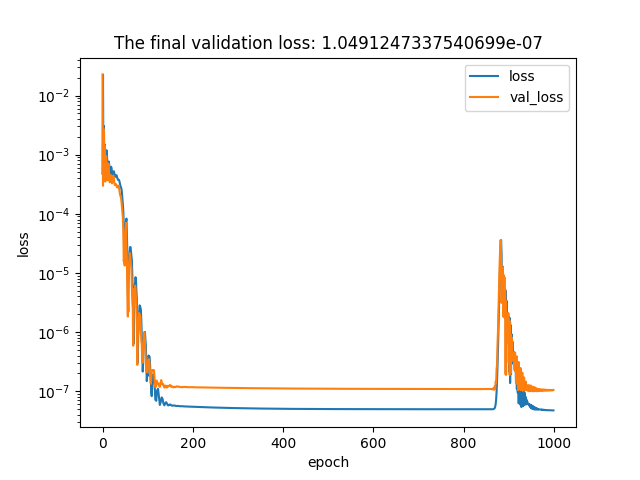 The final validation loss: 1.0491247337540699e-07
loss
val_loss
10⁻²
10⁻³
10⁻⁴
10⁻⁵
10⁻⁶
10⁻⁷
loss
0 200 400 600 800 1000
epoch